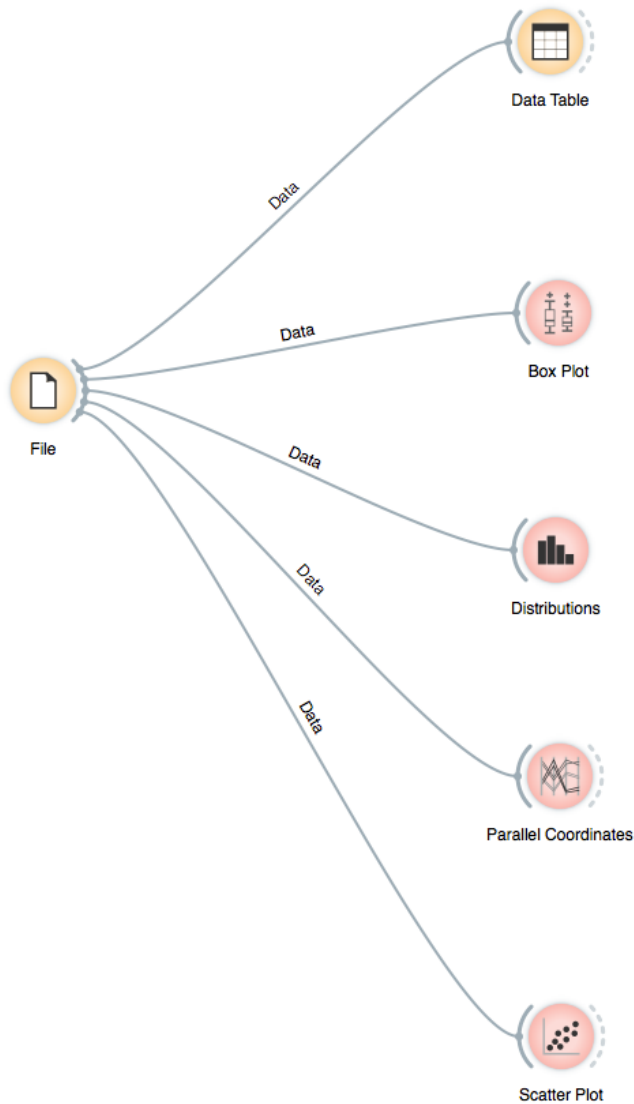 Data Table
Data
Data
Box Plot
File
Data
Distributions
Data
Data
Parallel Coordinates
Scatter Plot